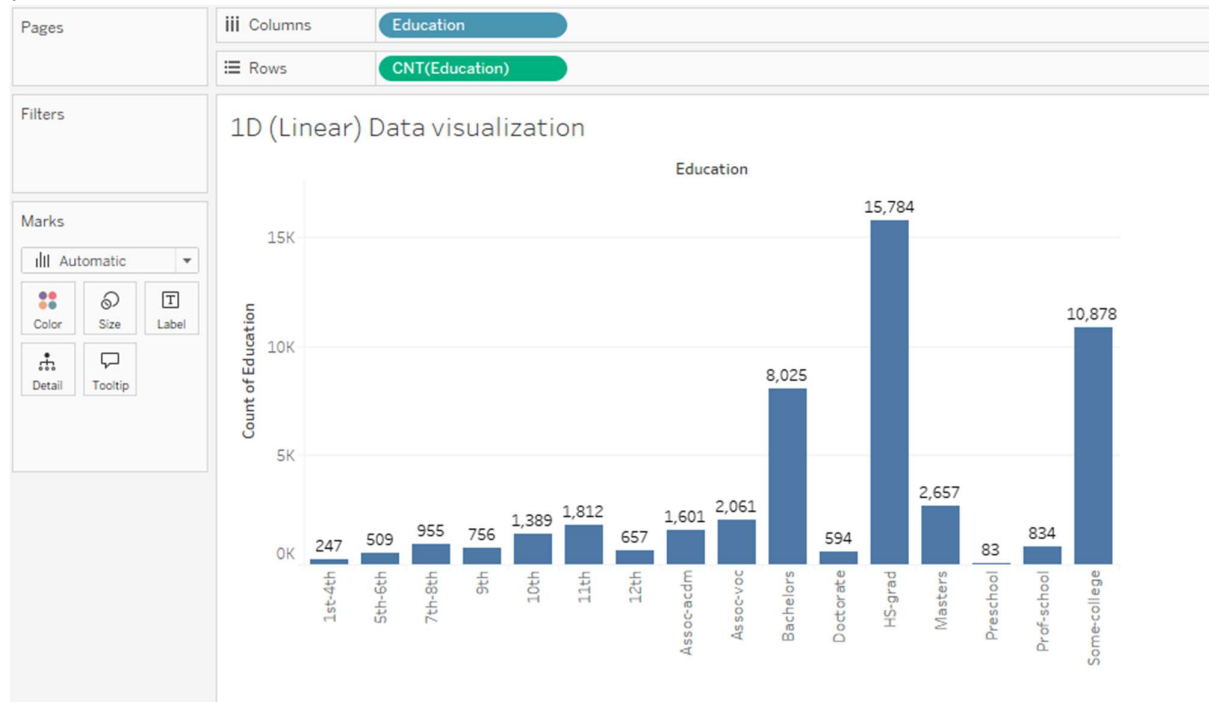 Pages
Columns
Education
Rows
CNT(Education)
Filters
Marks
Automatic
Color
Size
Label
Detail
Tooltip
1D (Linear) Data visualization
Education
Count of Education
15K
10K
5K
0K
247
509
955
756
1,389
1,812
657
1,601
2,061
8,025
594
15,784
2,657
83
834
10,878
1st-4th
5th-6th
7th-8th
9th
10th
11th
12th
Assoc-acdm
Assoc-voc
Bachelors
Doctorate
HS-grad
Masters
Preschool
Prof-school
Some-college